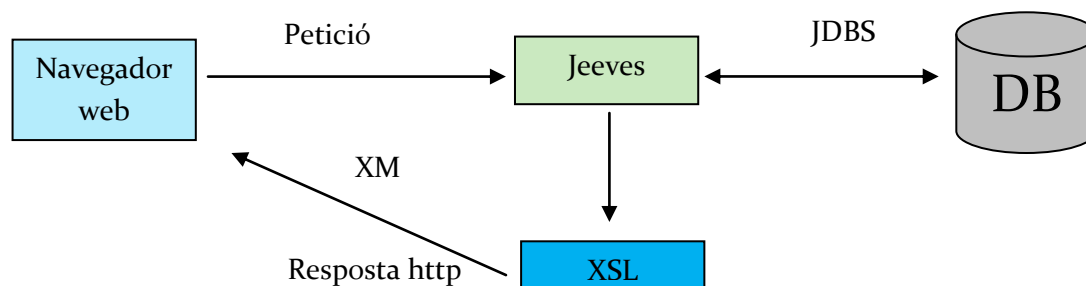 Petició
JDBS
Navegador
web
Jeeves
DB
XM
Resposta http
XSL